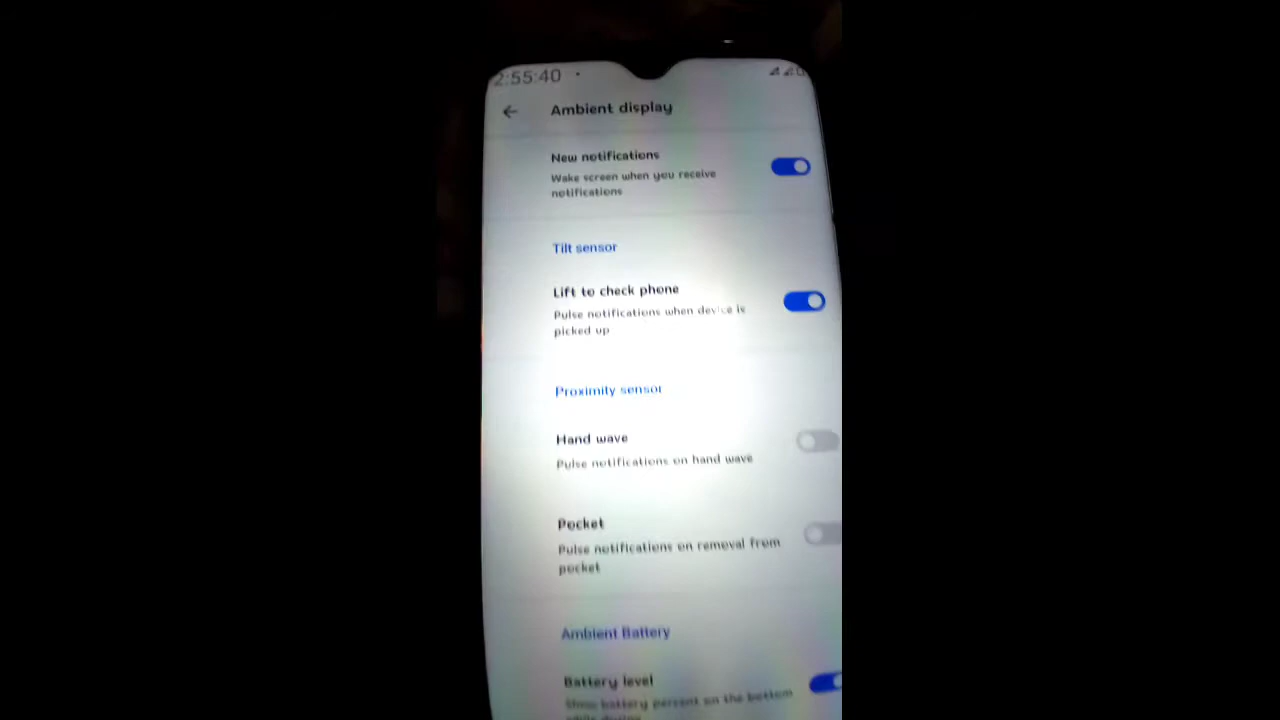 2:55:40
Ambient display
New notifications
Wake screen when you receive
notifications
Tilt sensor
Lift to check phone
Pulse notifications when device is
picked up
Proximity sensor
Hand wave
Pulse notifications on hand wave
Pocket
Pulse notifications on removal from
pocket
Ambient Battery
Battery level
Show battery percent on the bottom